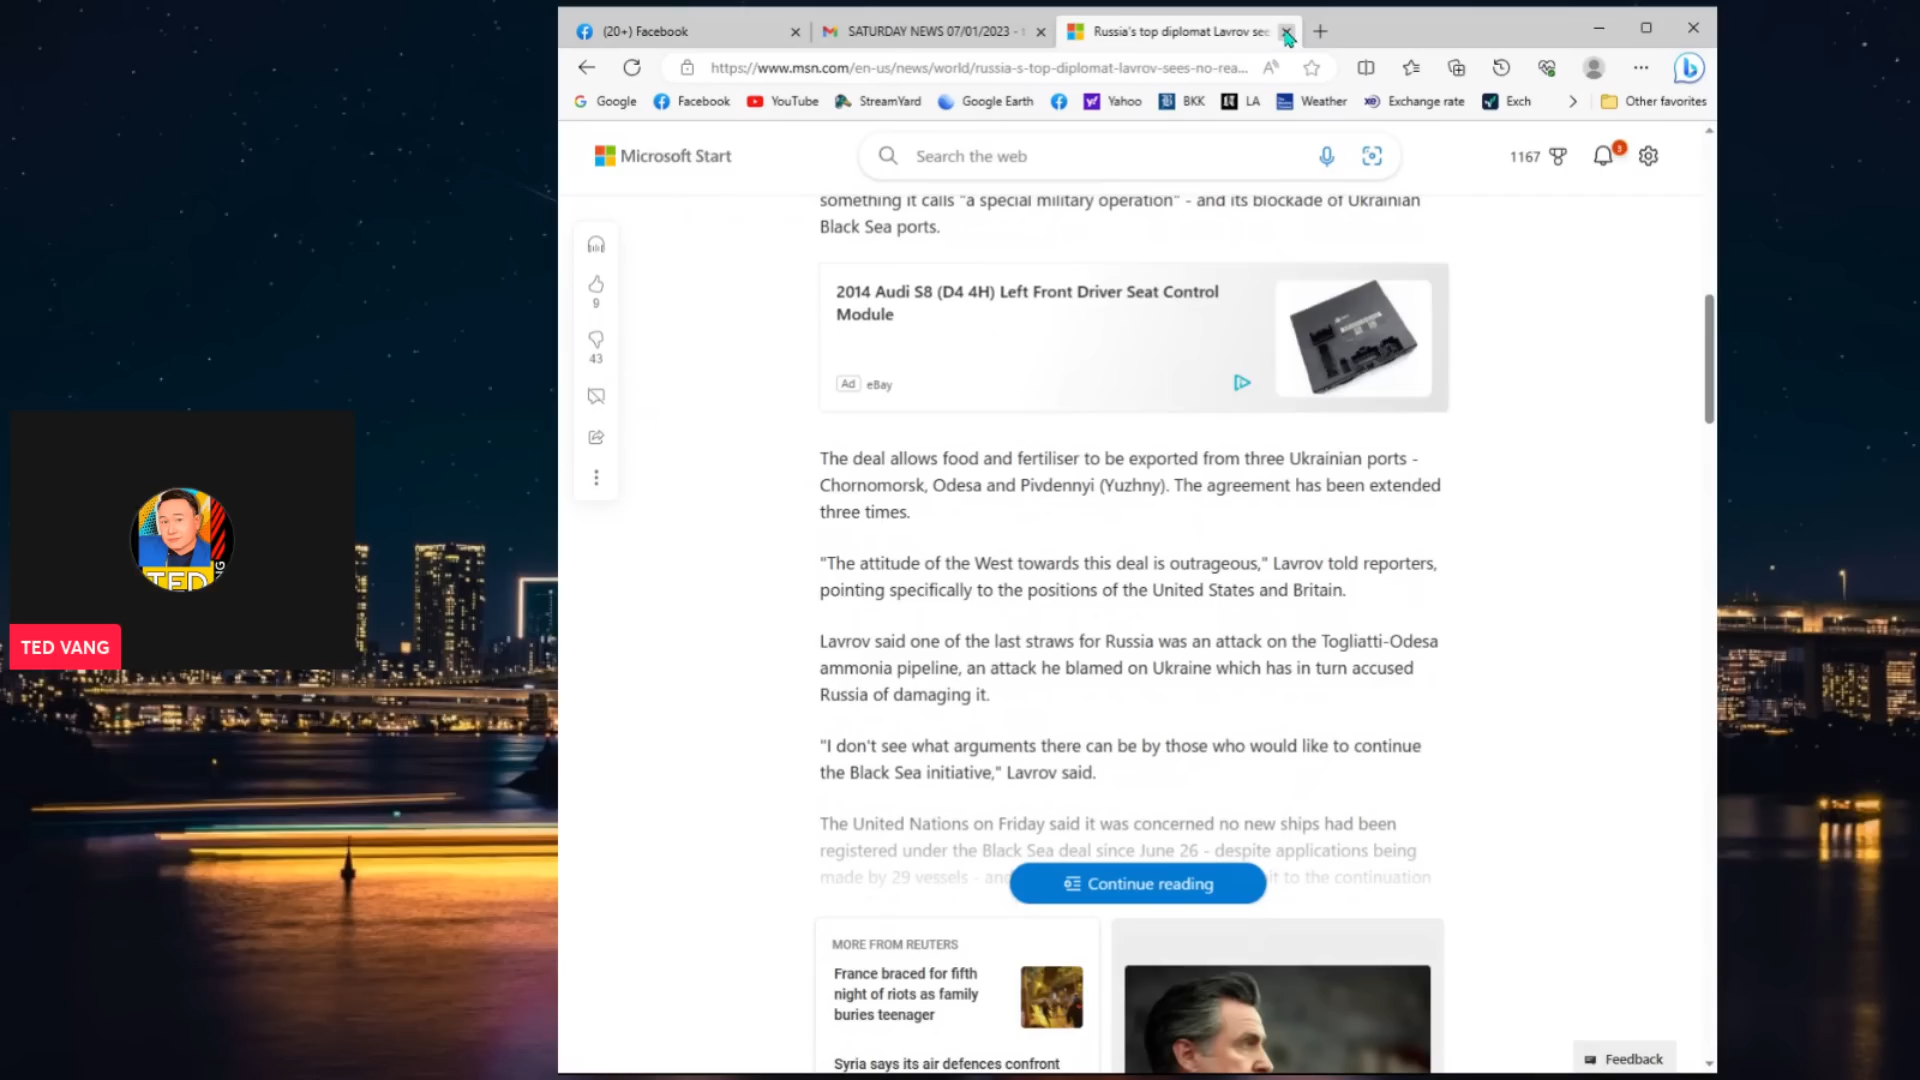 (20+) Facebook
SATURDAY NEWS 07/01/2023 -
Russia's top diplomat Lavrov see
https://www.msn.com/en-us/news/world/russia-s-top-diplomat-lavrov-sees-no-rea...
Google
Facebook
YouTube
StreamYard
Google Earth
Yahoo
BKK
LA
Weather
Exchange rate
Exch
Other favorites
Microsoft Start
Search the web
1167
3
something it calls "a special military operation" - and its blockade of Ukrainian
Black Sea ports.
9
43
2014 Audi S8 (D4 4H) Left Front Driver Seat Control
Module
Ad eBay
The deal allows food and fertiliser to be exported from three Ukrainian ports -
Chornomorsk, Odesa and Pivdennyi (Yuzhny). The agreement has been extended
three times.
"The attitude of the West towards this deal is outrageous," Lavrov told reporters,
pointing specifically to the positions of the United States and Britain.
Lavrov said one of the last straws for Russia was an attack on the Togliatti-Odesa
ammonia pipeline, an attack he blamed on Ukraine which has in turn accused
Russia of damaging it.
"I don't see what arguments there can be by those who would like to continue
the Black Sea initiative," Lavrov said.
The United Nations on Friday said it was concerned no new ships had been
registered under the Black Sea deal since June 26 - despite applications being
made by 29 vessels - and it to the continuation
Continue reading
MORE FROM REUTERS
France braced for fifth
night of riots as family
buries teenager
Syria says its air defences confront
Feedback
TED
TED VANG